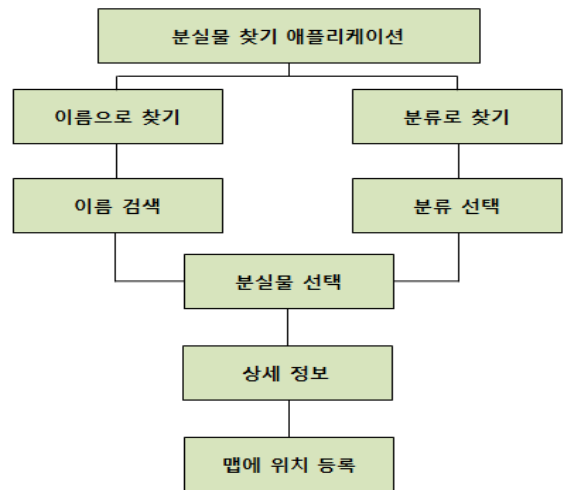 분실물 찾기 애플리케이션
이름으로 찾기
분류로 찾기
이름 검색
분류 선택
분실물 선택
상세 정보
맵에 위치 등록